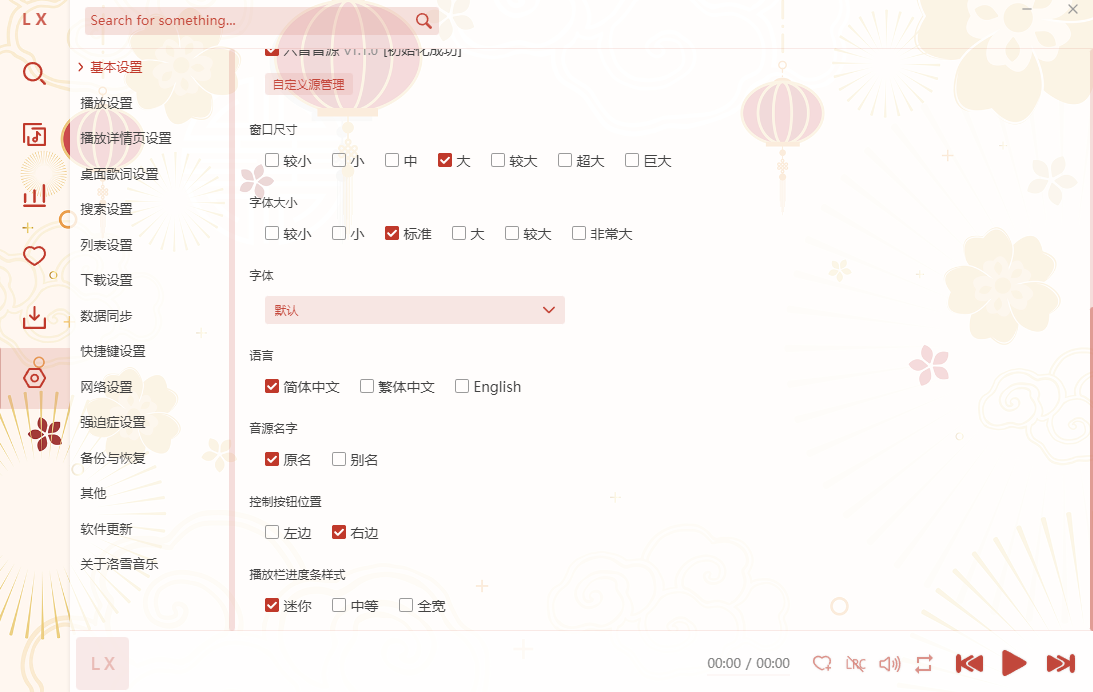 LX
Search for something...
六音音源 v1.1.0 [初始化成功]
自定义源管理
基本设置
播放设置
播放详情页设置
桌面歌词设置
搜索设置
列表设置
下载设置
数据同步
快捷键设置
网络设置
强迫症设置
备份与恢复
其他
软件更新
关于洛雪音乐
窗口尺寸
较小 小 中 大 较大 超大 巨大
字体大小
较小 小 标准 大 较大 非常大
字体
默认
语言
简体中文 繁体中文 English
音源名字
原名 别名
控制按钮位置
左边 右边
播放栏进度条样式
迷你 中等 全宽
LX
00:00 / 00:00
LRC